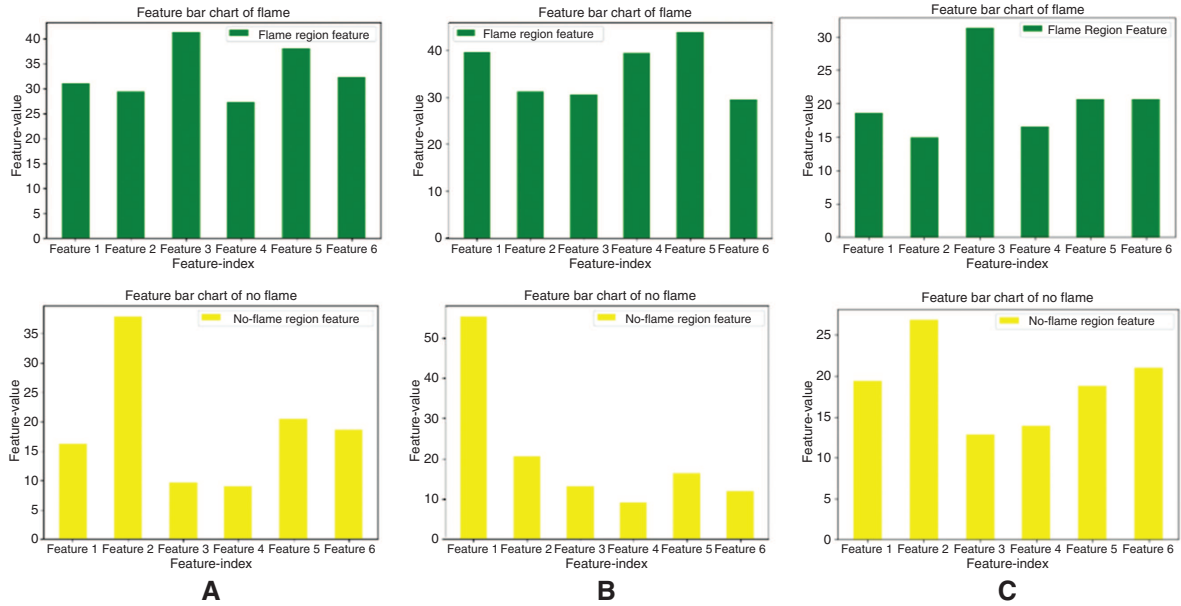 Feature bar chart of flame
Flame region feature
Feature-value
40
35
30
25
20
15
10
5
0
Feature 1 Feature 2 Feature 3 Feature 4 Feature 5 Feature 6
Feature-index
Feature bar chart of flame
Flame region feature
Feature-value
40
30
20
10
0
Feature 1 Feature 2 Feature 3 Feature 4 Feature 5 Feature 6
Feature-index
Feature bar chart of flame
Flame Region Feature
Feature-value
30
25
20
15
10
5
0
Feature 1 Feature 2 Feature 3 Feature 4 Feature 5 Feature 6
Feature-index
Feature bar chart of no flame
No-flame region feature
Feature-value
35
30
25
20
15
10
5
0
Feature 1 Feature 2 Feature 3 Feature 4 Feature 5 Feature 6
Feature-index
A
Feature bar chart of no flame
No-flame region feature
Feature-value
50
40
30
20
10
0
Feature 1 Feature 2 Feature 3 Feature 4 Feature 5 Feature 6
Feature-index
B
Feature bar chart of no flame
No-flame region feature
Feature-value
25
20
15
10
5
0
Feature 1 Feature 2 Feature 3 Feature 4 Feature 5 Feature 6
Feature-index
C